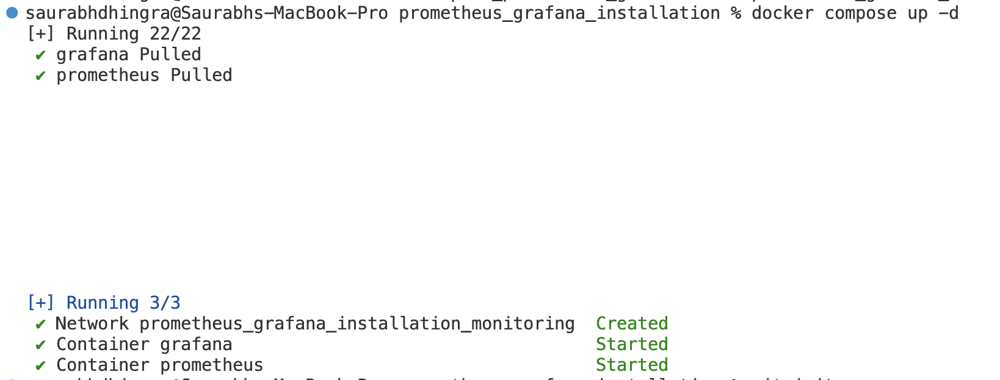 saurabhdhingra@Saurabhs-MacBook-Pro prometheus_grafana_installation % docker compose up -d
[+] Running 22/22
✔ grafana Pulled
✔ prometheus Pulled
[+] Running 3/3
✔ Network prometheus_grafana_installation_monitoring Created
✔ Container grafana Started
✔ Container prometheus Started